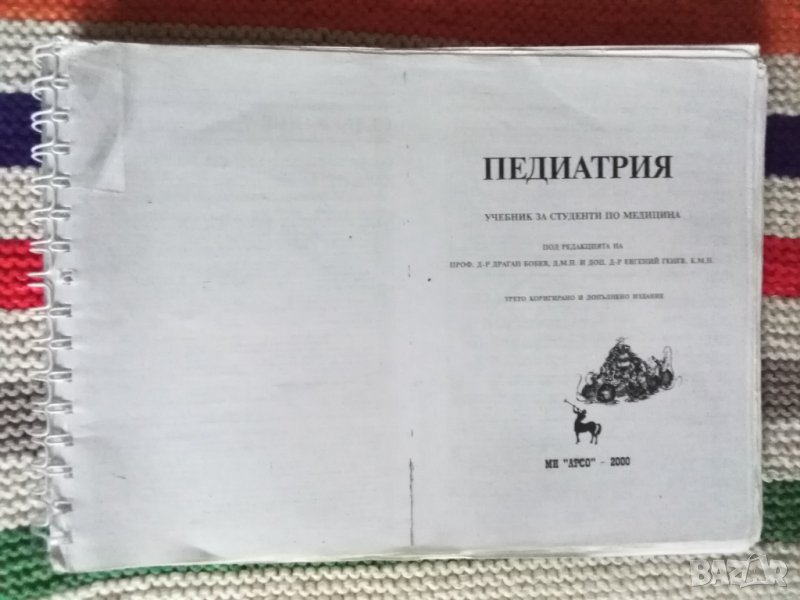 ПЕДИАТРИЯ
УЧЕБНИК ЗА СТУДЕНТИ ПО МЕДИЦИНА
ПОД РЕДАКЦИЯТА НА
ПРОФ. Д-Р ДРАГАН БОБЕВ, Д.М.Н. И ДОЦ. Д-Р ЕВГЕНИЙ ГЕНЕВ, К.М.Н.
ТРЕТО КОРИГИРАНО И ДОПЪЛНЕНО ИЗДАНИЕ
МИ "АРСО" - 2000
BAZAR